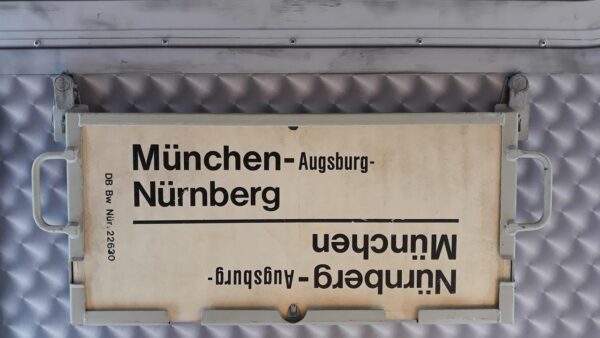 München-Augsburg-
Nürnberg
DB Bw Nür. 22630
Nürnberg-Augsburg-
München